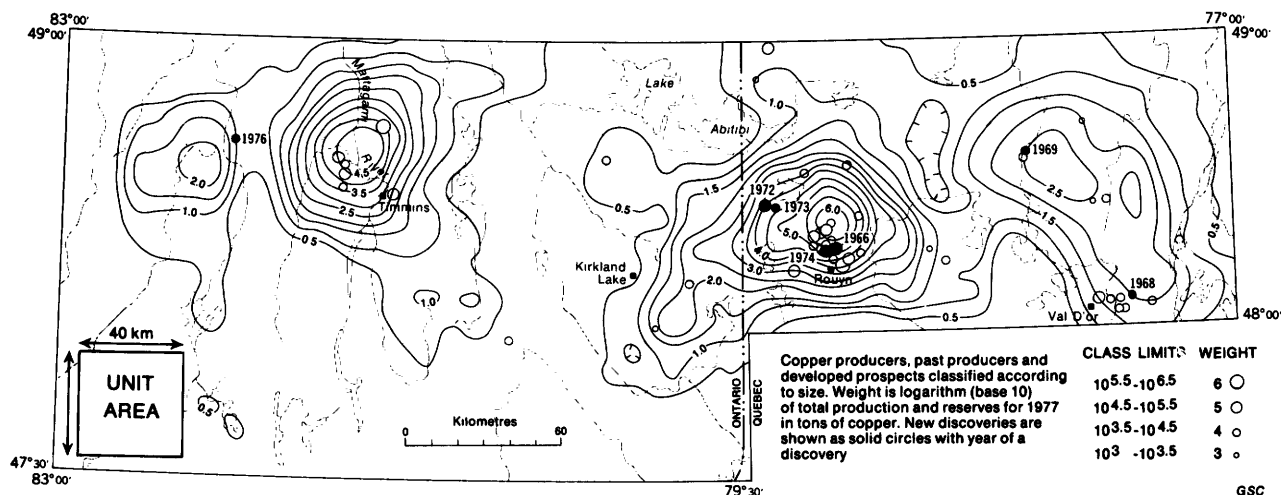 83°00'
49°00'
77°00'
49°00'
Mattagami
River
Lake
Abitibi
0.5
1.0
1976
2.0
1.0
4.5
3.5
2.5
Timmins
0.5
0.5
1.5
1972
1973
6.0
5.0
1966
4.0
1974
3.0
Rouyn
2.0
1969
2.5
1.5
0.5
1968
Val D'or
48°00'
Kirkland
Lake
1.0
1.0
0.5
40 km
UNIT
AREA
0.5
Kilometres
0 60
ONTARIO
QUEBEC
Copper producers, past producers and
developed prospects classified according
to size. Weight is logarithm (base 10)
of total production and reserves for 1977
in tons of copper. New discoveries are
shown as solid circles with year of a
discovery
CLASS LIMITS WEIGHT
10^5.5 -10^6.5 6
10^4.5 -10^5.5 5
10^3.5 -10^4.5 4
10^3 -10^3.5 3
47°30'
83°00'
79°30'
GSC